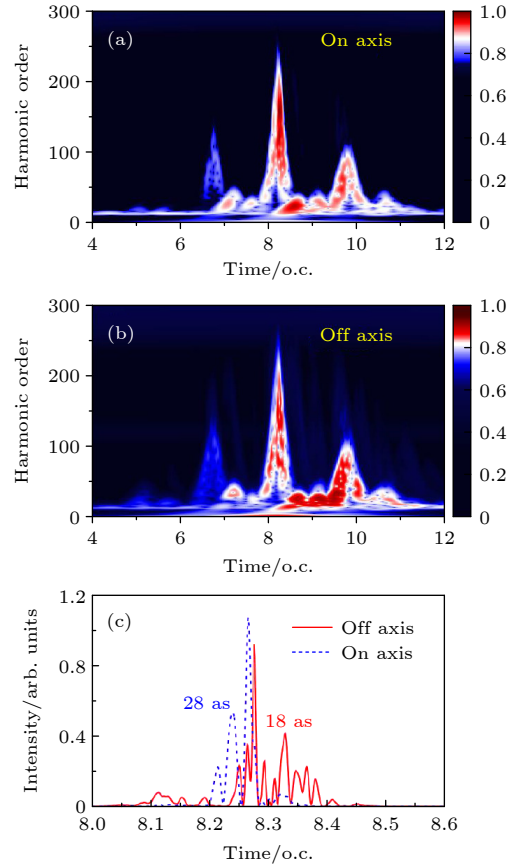 300
200
100
0
Harmonic order
(a)
On axis
1.0
0.8
0.6
0.4
0.2
0
4
6
8
10
12
Time/o.c.
300
200
100
0
Harmonic order
(b)
Off axis
1.0
0.8
0.6
0.4
0.2
0
4
6
8
10
12
Time/o.c.
1.2
0.8
0.4
0
Intensity/arb. units
(c)
Off axis
On axis
28 as
18 as
8.0
8.1
8.2
8.3
8.4
8.5
8.6
Time/o.c.